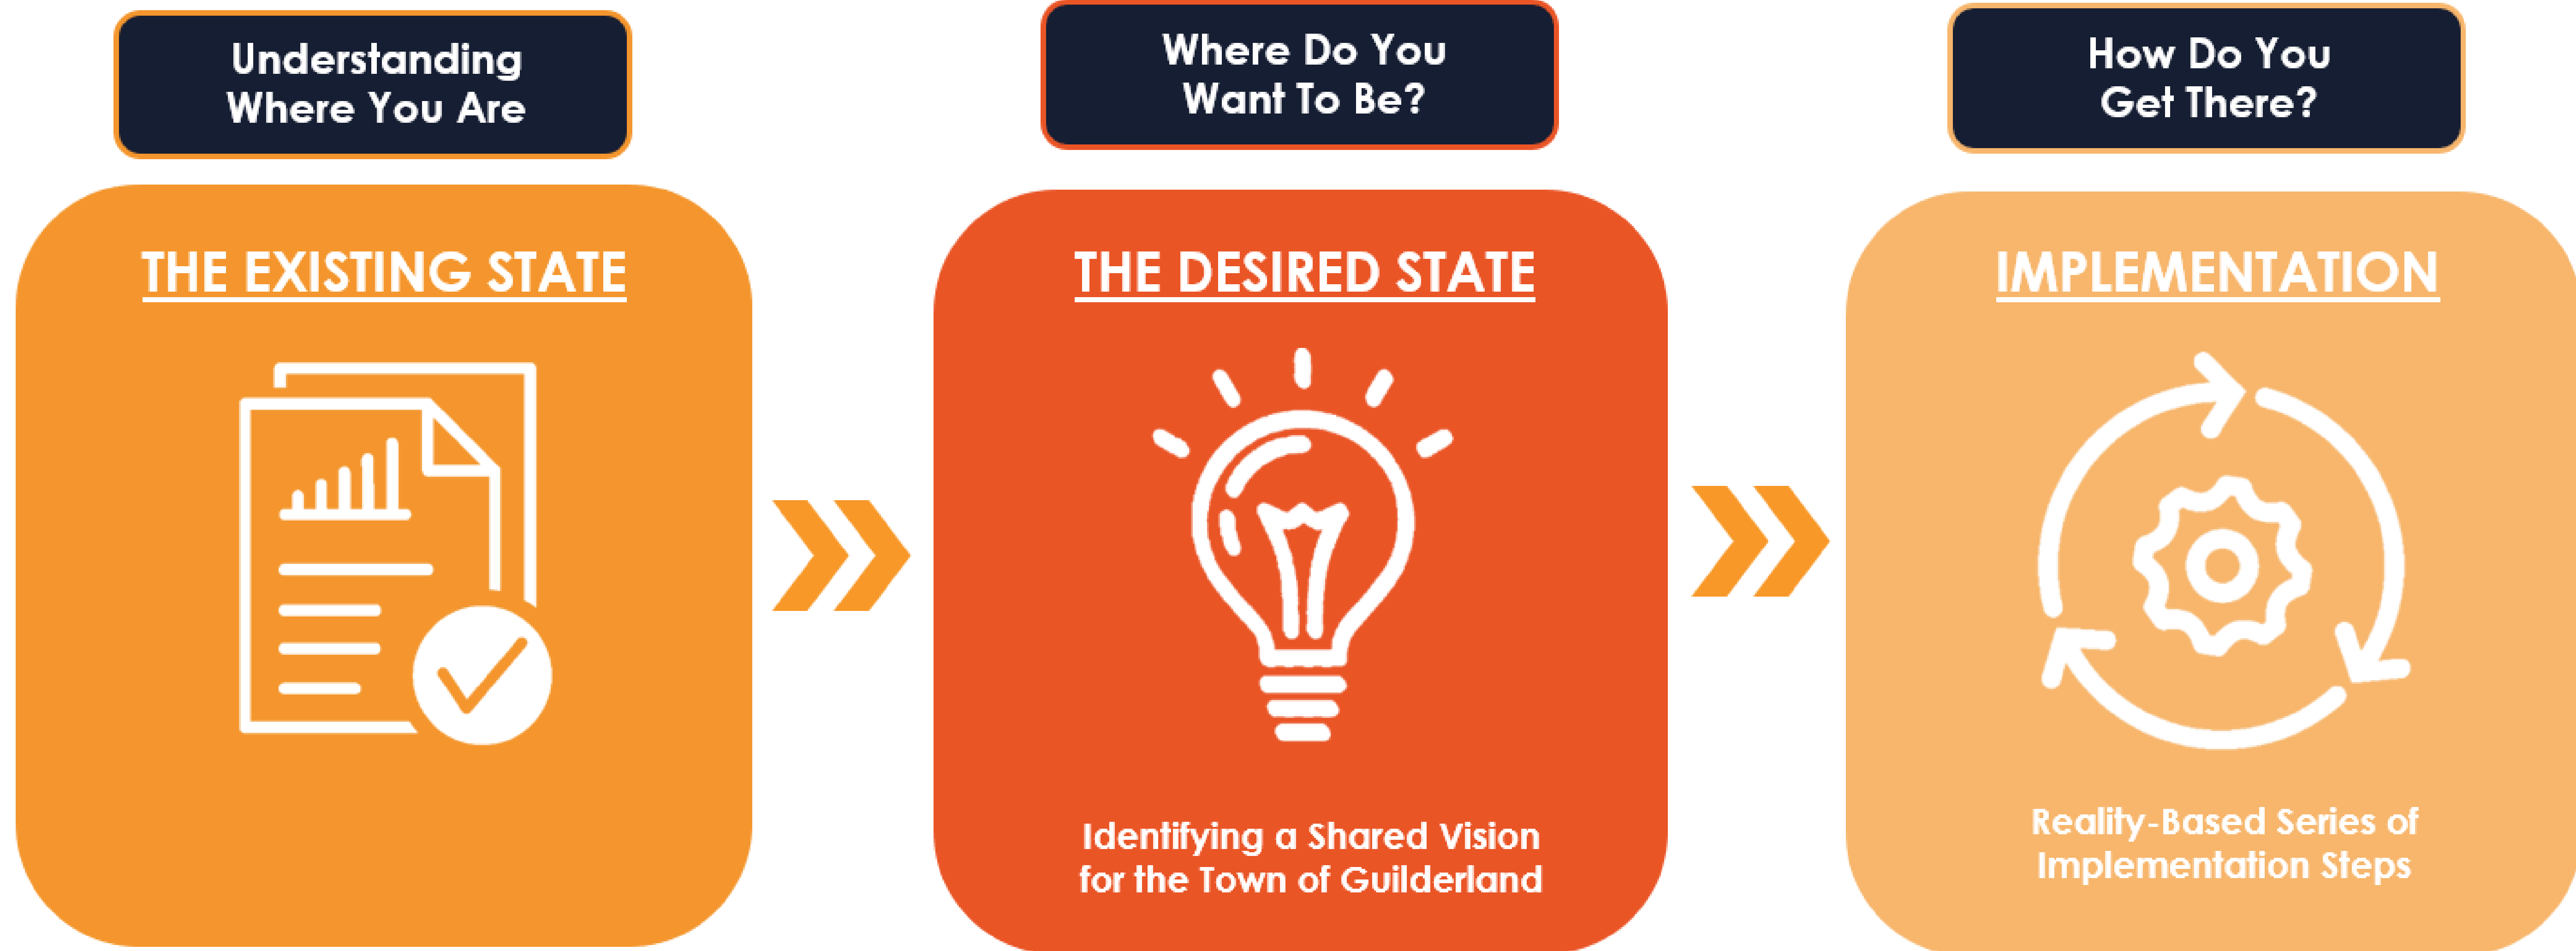 Understanding
Where You Are
THE EXISTING STATE
Where Do You
Want To Be?
THE DESIRED STATE
Identifying a Shared Vision
for the Town of Guilderland
How Do You
Get There?
IMPLEMENTATION
Reality-Based Series of
Implementation Steps